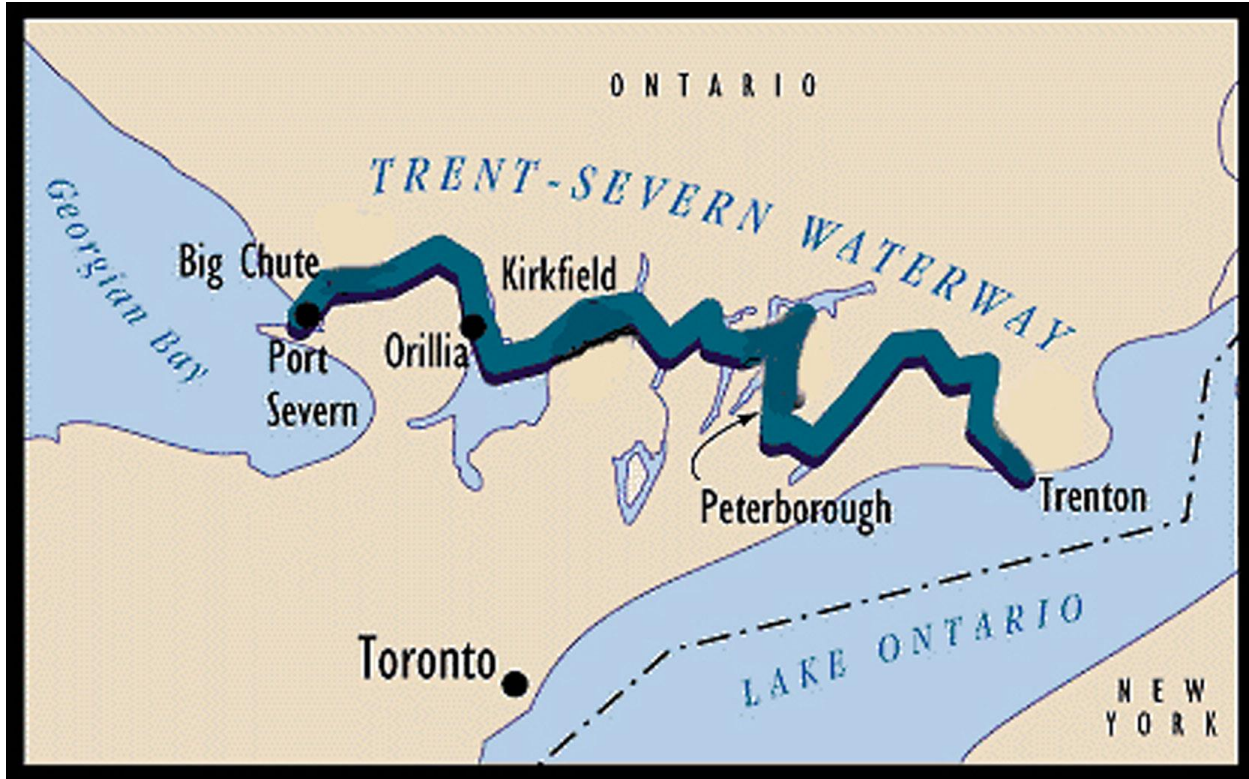 ONTARIO
TRENT-SEVERN WATERWAY
Georgian Bay
Big Chute
Kirkfield
Orillia
Port
Severn
Peterborough
Trenton
Toronto
LAKE ONTARIO
NEW
YORK